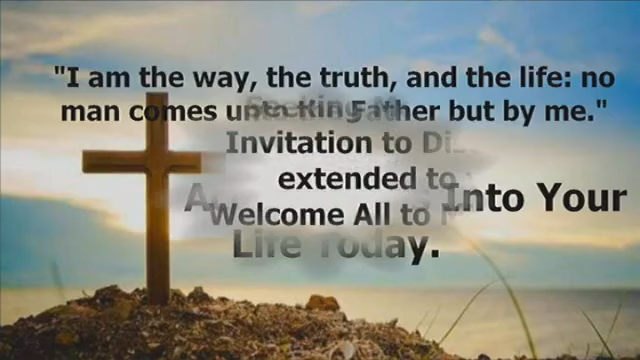 "I am the way, the truth, and the life: no
man comes unto the Father but by me."
Seeking
Invitation to
extended to
Into Your
Welcome All to
Life Today.